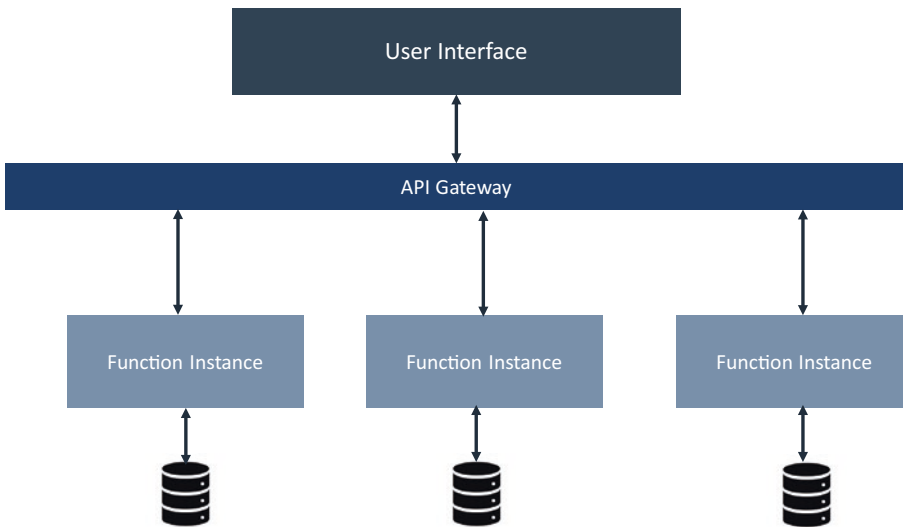 User Interface
API Gateway
Function Instance
Function Instance
Function Instance